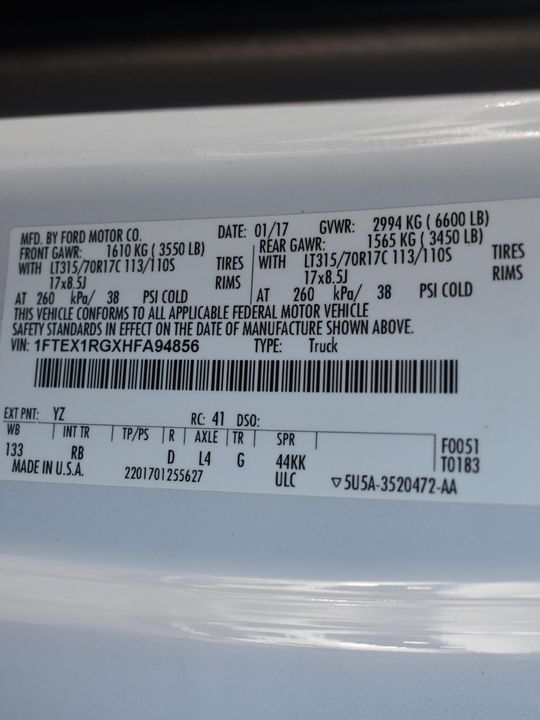 MFD. BY FORD MOTOR CO. DATE: 01/17 GVWR: 2994 KG ( 6600 LB)
FRONT GAWR: 1610 KG ( 3550 LB) REAR GAWR: 1565 KG ( 3450 LB)
WITH LT315/70R17C 113/110S TIRES WITH LT315/70R17C 113/110S TIRES
17x8.5J RIMS 17x8.5J RIMS
AT 260 kPa/ 38 PSI COLD AT 260 kPa/ 38 PSI COLD
THIS VEHICLE CONFORMS TO ALL APPLICABLE FEDERAL MOTOR VEHICLE
SAFETY STANDARDS IN EFFECT ON THE DATE OF MANUFACTURE SHOWN ABOVE.
VIN: 1FTEX1RGXHFA94856 TYPE: Truck
EXT PNT: YZ RC: 41 DSO:
WB INT TR TP/PS R AXLE TR SPR F0051
133 RB D L4 G 44KK T0183
MADE IN U.S.A. 2201701255627 ULC ▽5U5A-3520472-AA